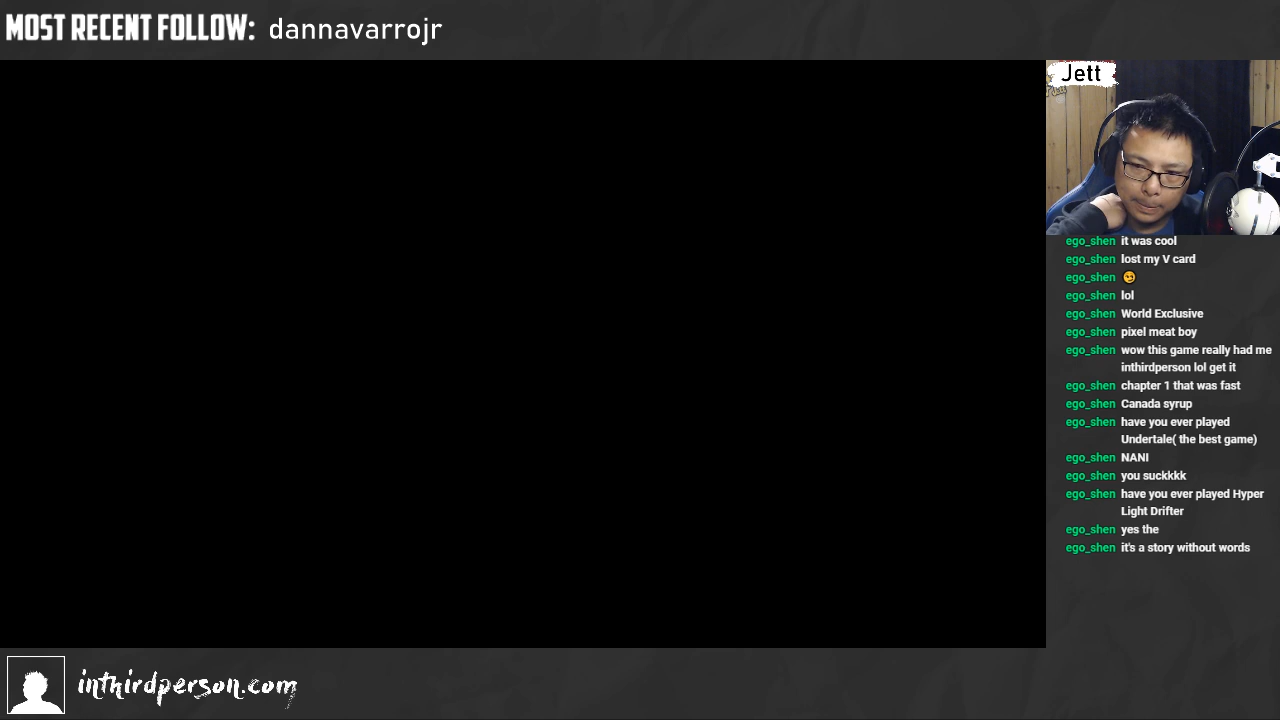 MOST RECENT FOLLOW: dannavarrojr
Jett
ego_shen it was cool
ego_shen lost my V card
ego_shen 😏
ego_shen lol
ego_shen World Exclusive
ego_shen pixel meat boy
ego_shen wow this game really had me
inthirdperson lol get it
ego_shen chapter 1 that was fast
ego_shen Canada syrup
ego_shen have you ever played
Undertale( the best game)
ego_shen NANI
ego_shen you suckkkk
ego_shen have you ever played Hyper
Light Drifter
ego_shen yes the
ego_shen it's a story without words
inthirdperson.com